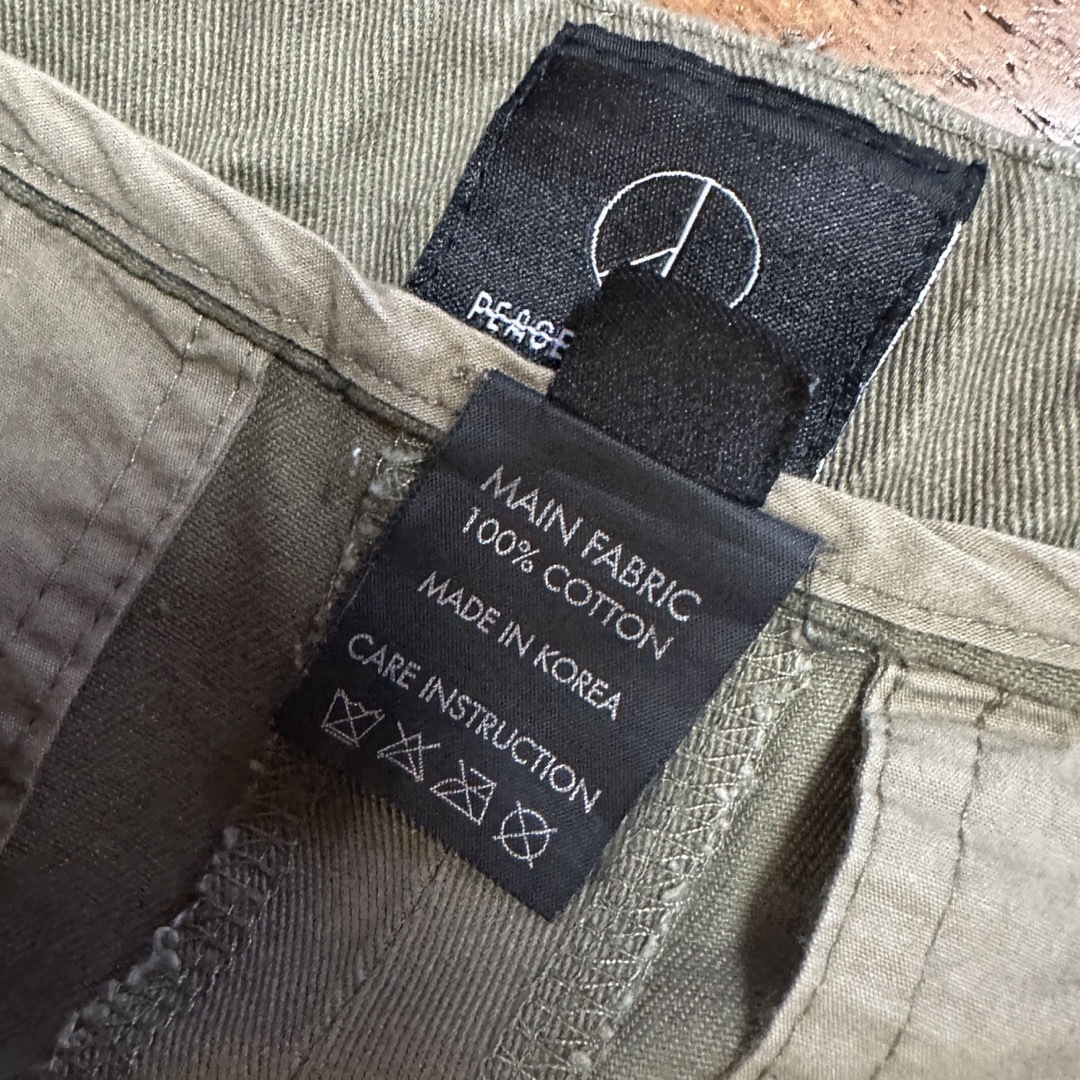 PEACE
MAIN FABRIC
100% COTTON
MADE IN KOREA
CARE INSTRUCTION